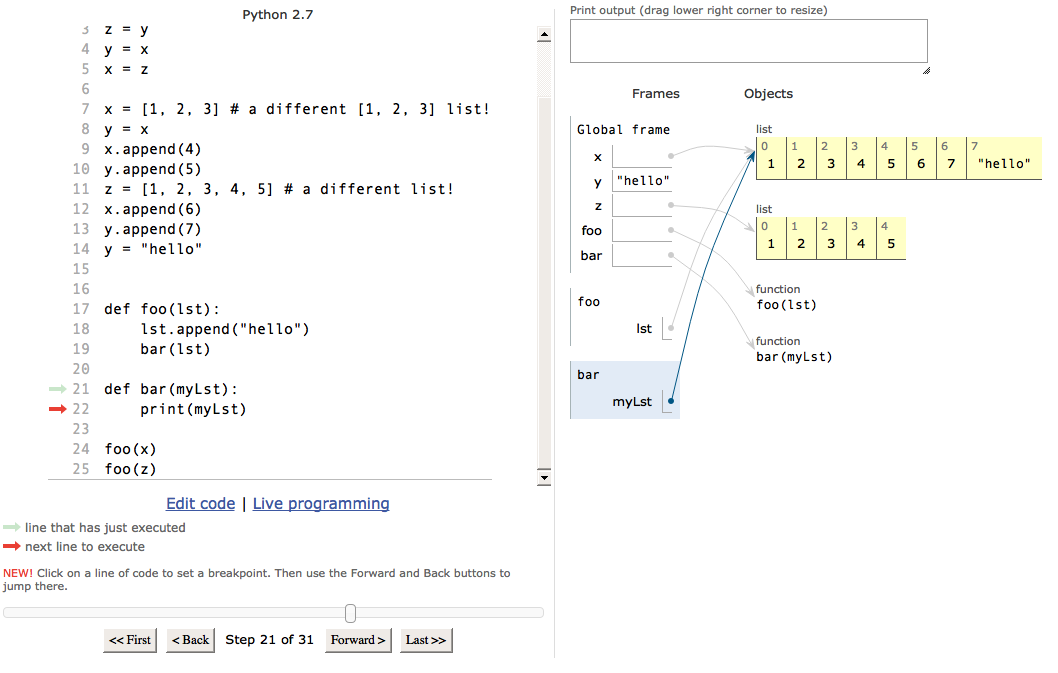 Python 2.7
3 z = y
4 y = x
5 x = z
6
7 x = [1, 2, 3] # a different [1, 2, 3] list!
8 y = x
9 x.append(4)
10 y.append(5)
11 z = [1, 2, 3, 4, 5] # a different list!
12 x.append(6)
13 y.append(7)
14 y = "hello"
15
16
17 def foo(lst):
18     lst.append("hello")
19     bar(lst)
20
21 def bar(myLst):
22     print(myLst)
23
24 foo(x)
25 foo(z)
Edit code | Live programming
line that has just executed
next line to execute
NEW! Click on a line of code to set a breakpoint. Then use the Forward and Back buttons to
jump there.
<< First < Back Step 21 of 31 Forward > Last >>
Print output (drag lower right corner to resize)
Frames Objects
Global frame
x
y "hello"
z
foo
bar
foo
lst
bar
myLst
list
0 1 2 3 4 5 6 7
1 2 3 4 5 6 7 "hello"
list
0 1 2 3 4
1 2 3 4 5
function
foo(lst)
function
bar(myLst)